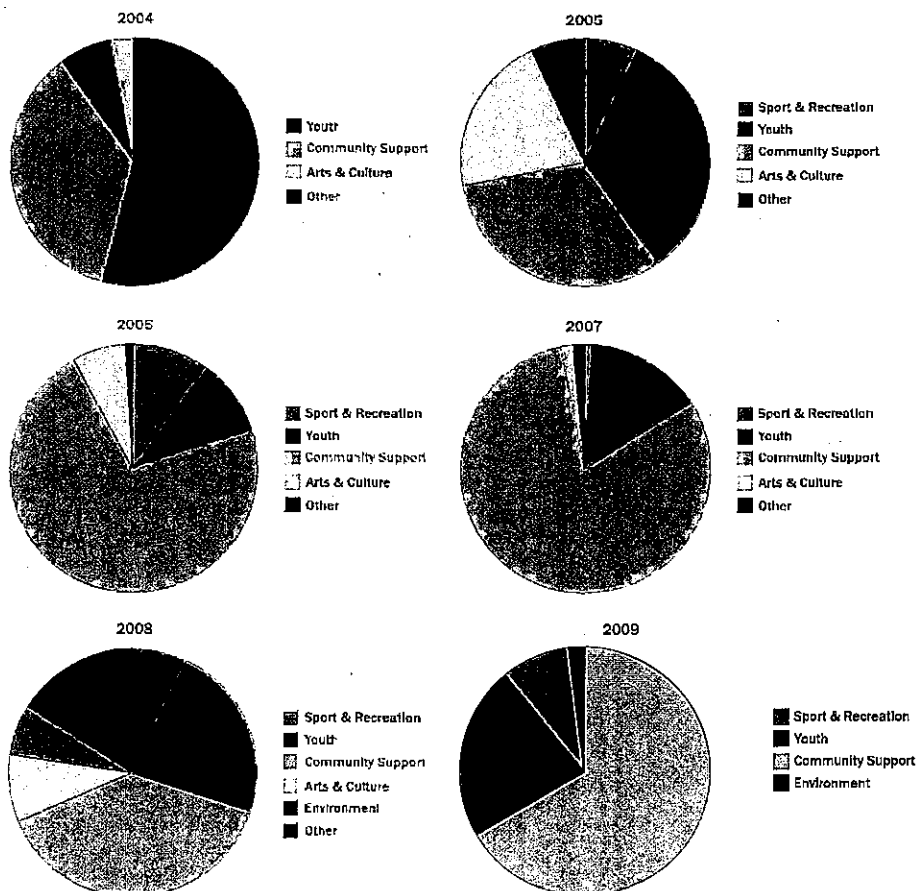 2004
Youth
Community Support
Arts & Culture
Other
2005
Sport & Recreation
Youth
Community Support
Arts & Culture
Other
2006
Sport & Recreation
Youth
Community Support
Arts & Culture
Other
2007
Sport & Recreation
Youth
Community Support
Arts & Culture
Other
2008
Sport & Recreation
Youth
Community Support
Arts & Culture
Environment
Other
2009
Sport & Recreation
Youth
Community Support
Environment